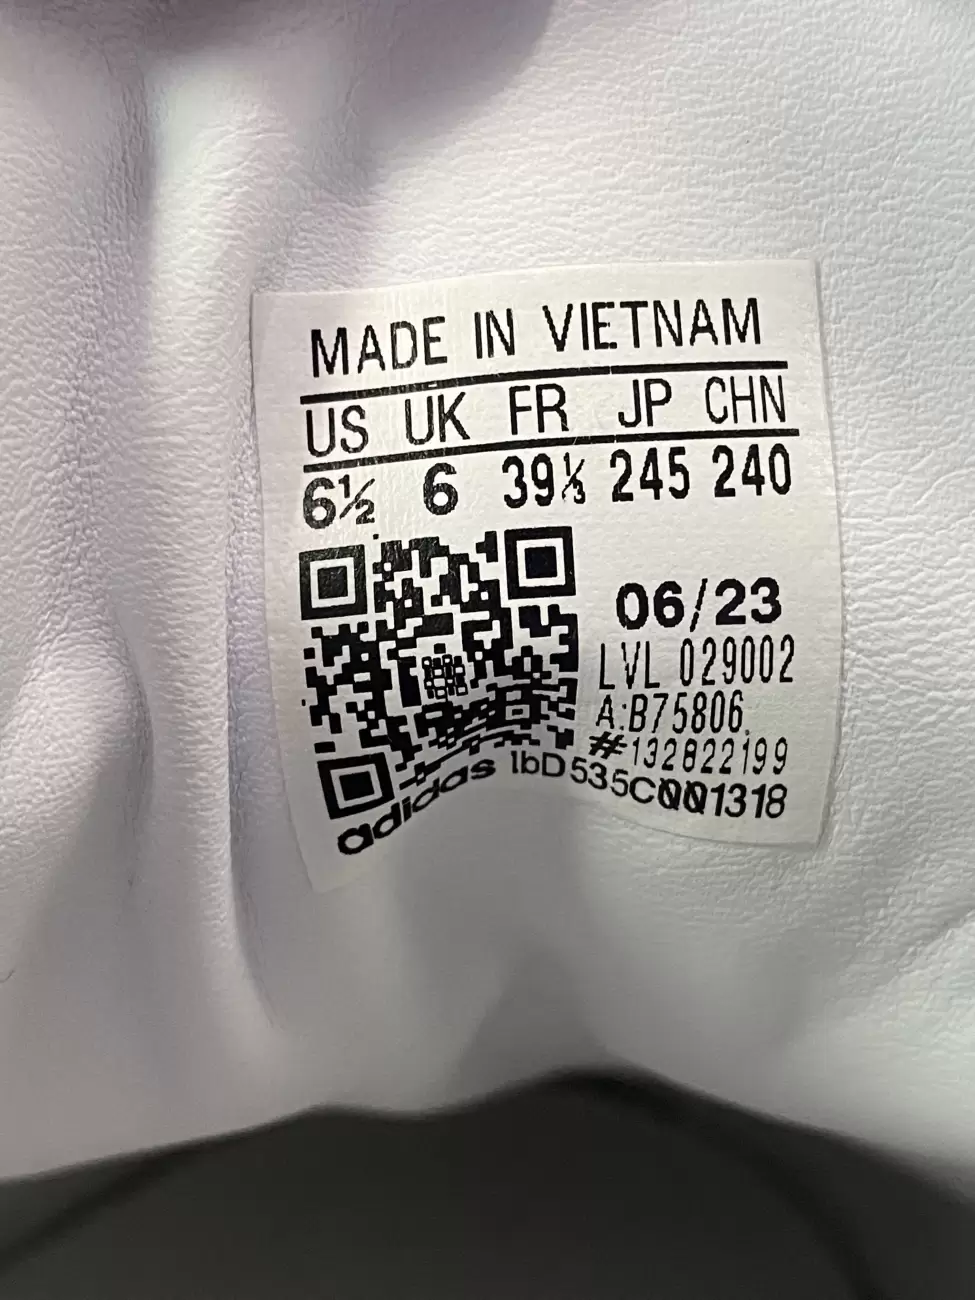 MADE IN VIETNAM
US UK FR JP CHN
6½ 6 39⅓ 245 240
06/23
LVL 029002
A:B75806
#132822199
adidas lbD535CQQ1318